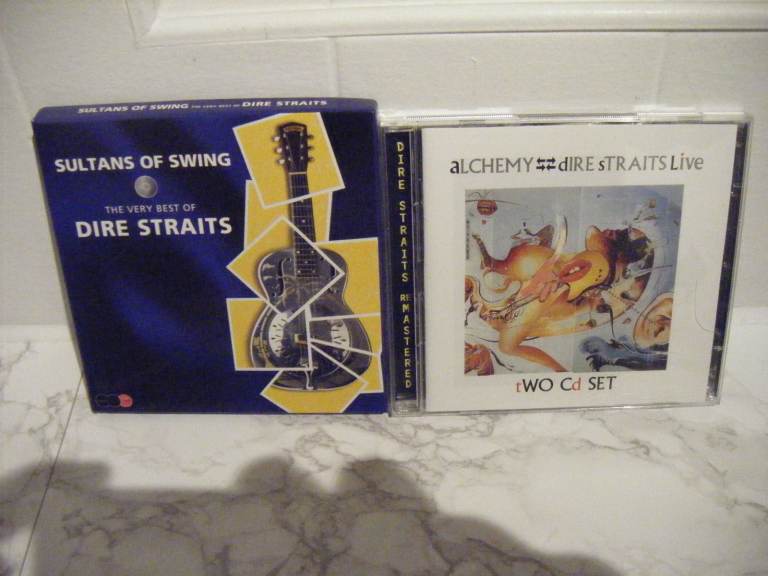 SULTANS OF SWING THE VERY BEST OF DIRE STRAITS
SULTANS OF SWING
THE VERY BEST OF
DIRE STRAITS
DIRE STRAITS REMASTERED
aLCHEMY dIRE sTRAITS Live
tWO Cd SET